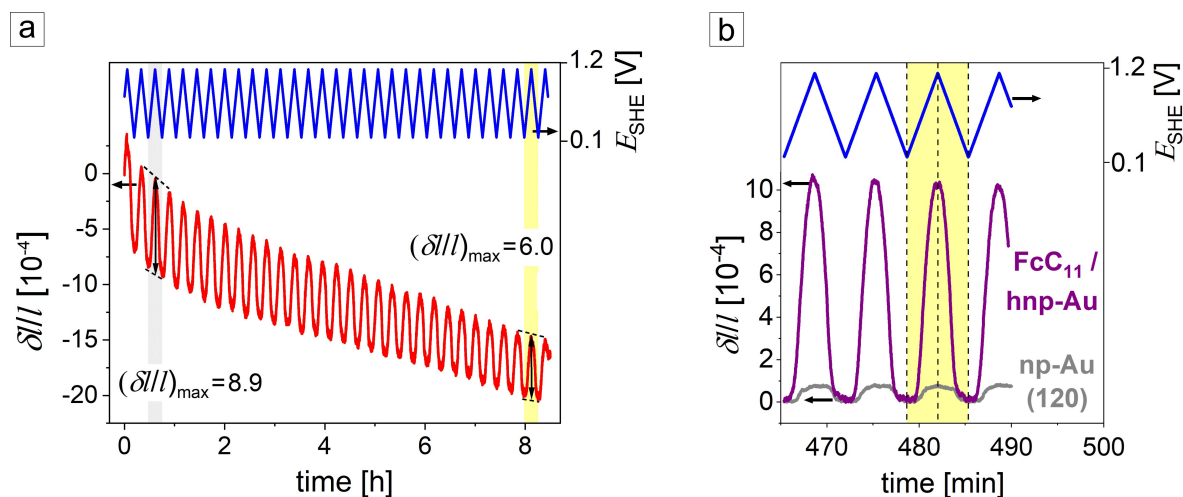 a
1.2
0.1
E_SHE [V]
0
-5
-10
-15
-20
δl/l [10^-4]
(δl/l)_max=6.0
(δl/l)_max=8.9
0
2
4
6
8
time [h]
b
1.2
0.1
E_SHE [V]
10
8
6
4
2
0
δl/l [10^-4]
FcC₁₁ /
hnp-Au
np-Au
(120)
470
480
490
500
time [min]